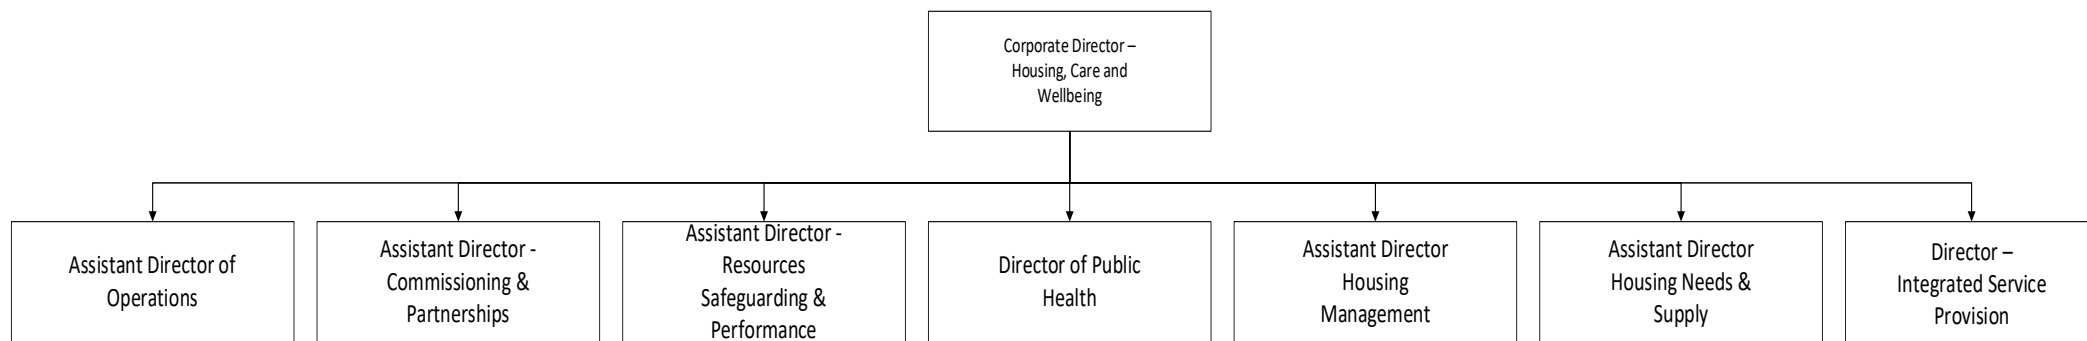 Corporate Director –
Housing, Care and
Wellbeing
Assistant Director of
Operations
Assistant Director -
Commissioning &
Partnerships
Assistant Director -
Resources
Safeguarding &
Performance
Director of Public
Health
Assistant Director
Housing
Management
Assistant Director
Housing Needs &
Supply
Director –
Integrated Service
Provision